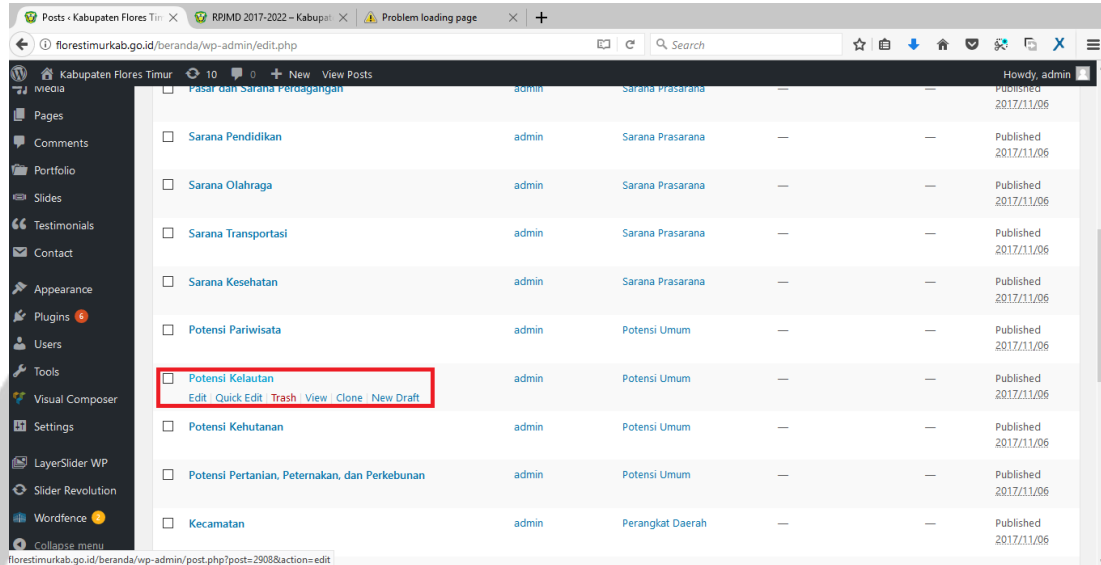 Posts ‹ Kabupaten Flores Tim
RPJMD 2017-2022 – Kabupat
Problem loading page
florestimurkab.go.id/beranda/wp-admin/edit.php
Search
Kabupaten Flores Timur 10 0 New View Posts
Howdy, admin
Media
Pages
Comments
Portfolio
Slides
Testimonials
Contact
Appearance
Plugins 6
Users
Tools
Visual Composer
Settings
LayerSlider WP
Slider Revolution
Wordfence 2
Collapse menu
Pasar dan Sarana Perdagangan admin Sarana Prasarana — — Published
2017/11/06
Sarana Pendidikan admin Sarana Prasarana — — Published
2017/11/06
Sarana Olahraga admin Sarana Prasarana — — Published
2017/11/06
Sarana Transportasi admin Sarana Prasarana — — Published
2017/11/06
Sarana Kesehatan admin Sarana Prasarana — — Published
2017/11/06
Potensi Pariwisata admin Potensi Umum — — Published
2017/11/06
Potensi Kelautan admin Potensi Umum — — Published
Edit | Quick Edit | Trash | View | Clone | New Draft 2017/11/06
Potensi Kehutanan admin Potensi Umum — — Published
2017/11/06
Potensi Pertanian, Peternakan, dan Perkebunan admin Potensi Umum — — Published
2017/11/06
Kecamatan admin Perangkat Daerah — — Published
2017/11/06
florestimurkab.go.id/beranda/wp-admin/post.php?post=2908&action=edit